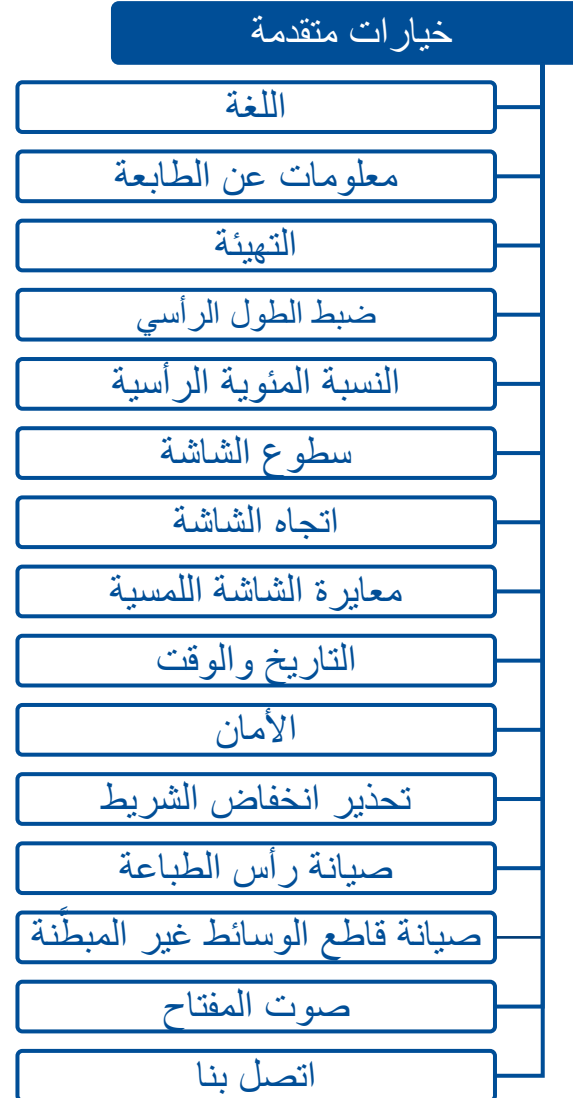 خيارات متقدمة
اللغة
معلومات عن الطابعة
التهيئة
ضبط الطول الرأسي
النسبة المئوية الرأسية
سطوع الشاشة
اتجاه الشاشة
معايرة الشاشة اللمسية
التاريخ والوقت
الأمان
تحذير انخفاض الشريط
صيانة رأس الطباعة
صيانة قاطع الوسائط غير المبطَّنة
صوت المفتاح
اتصل بنا